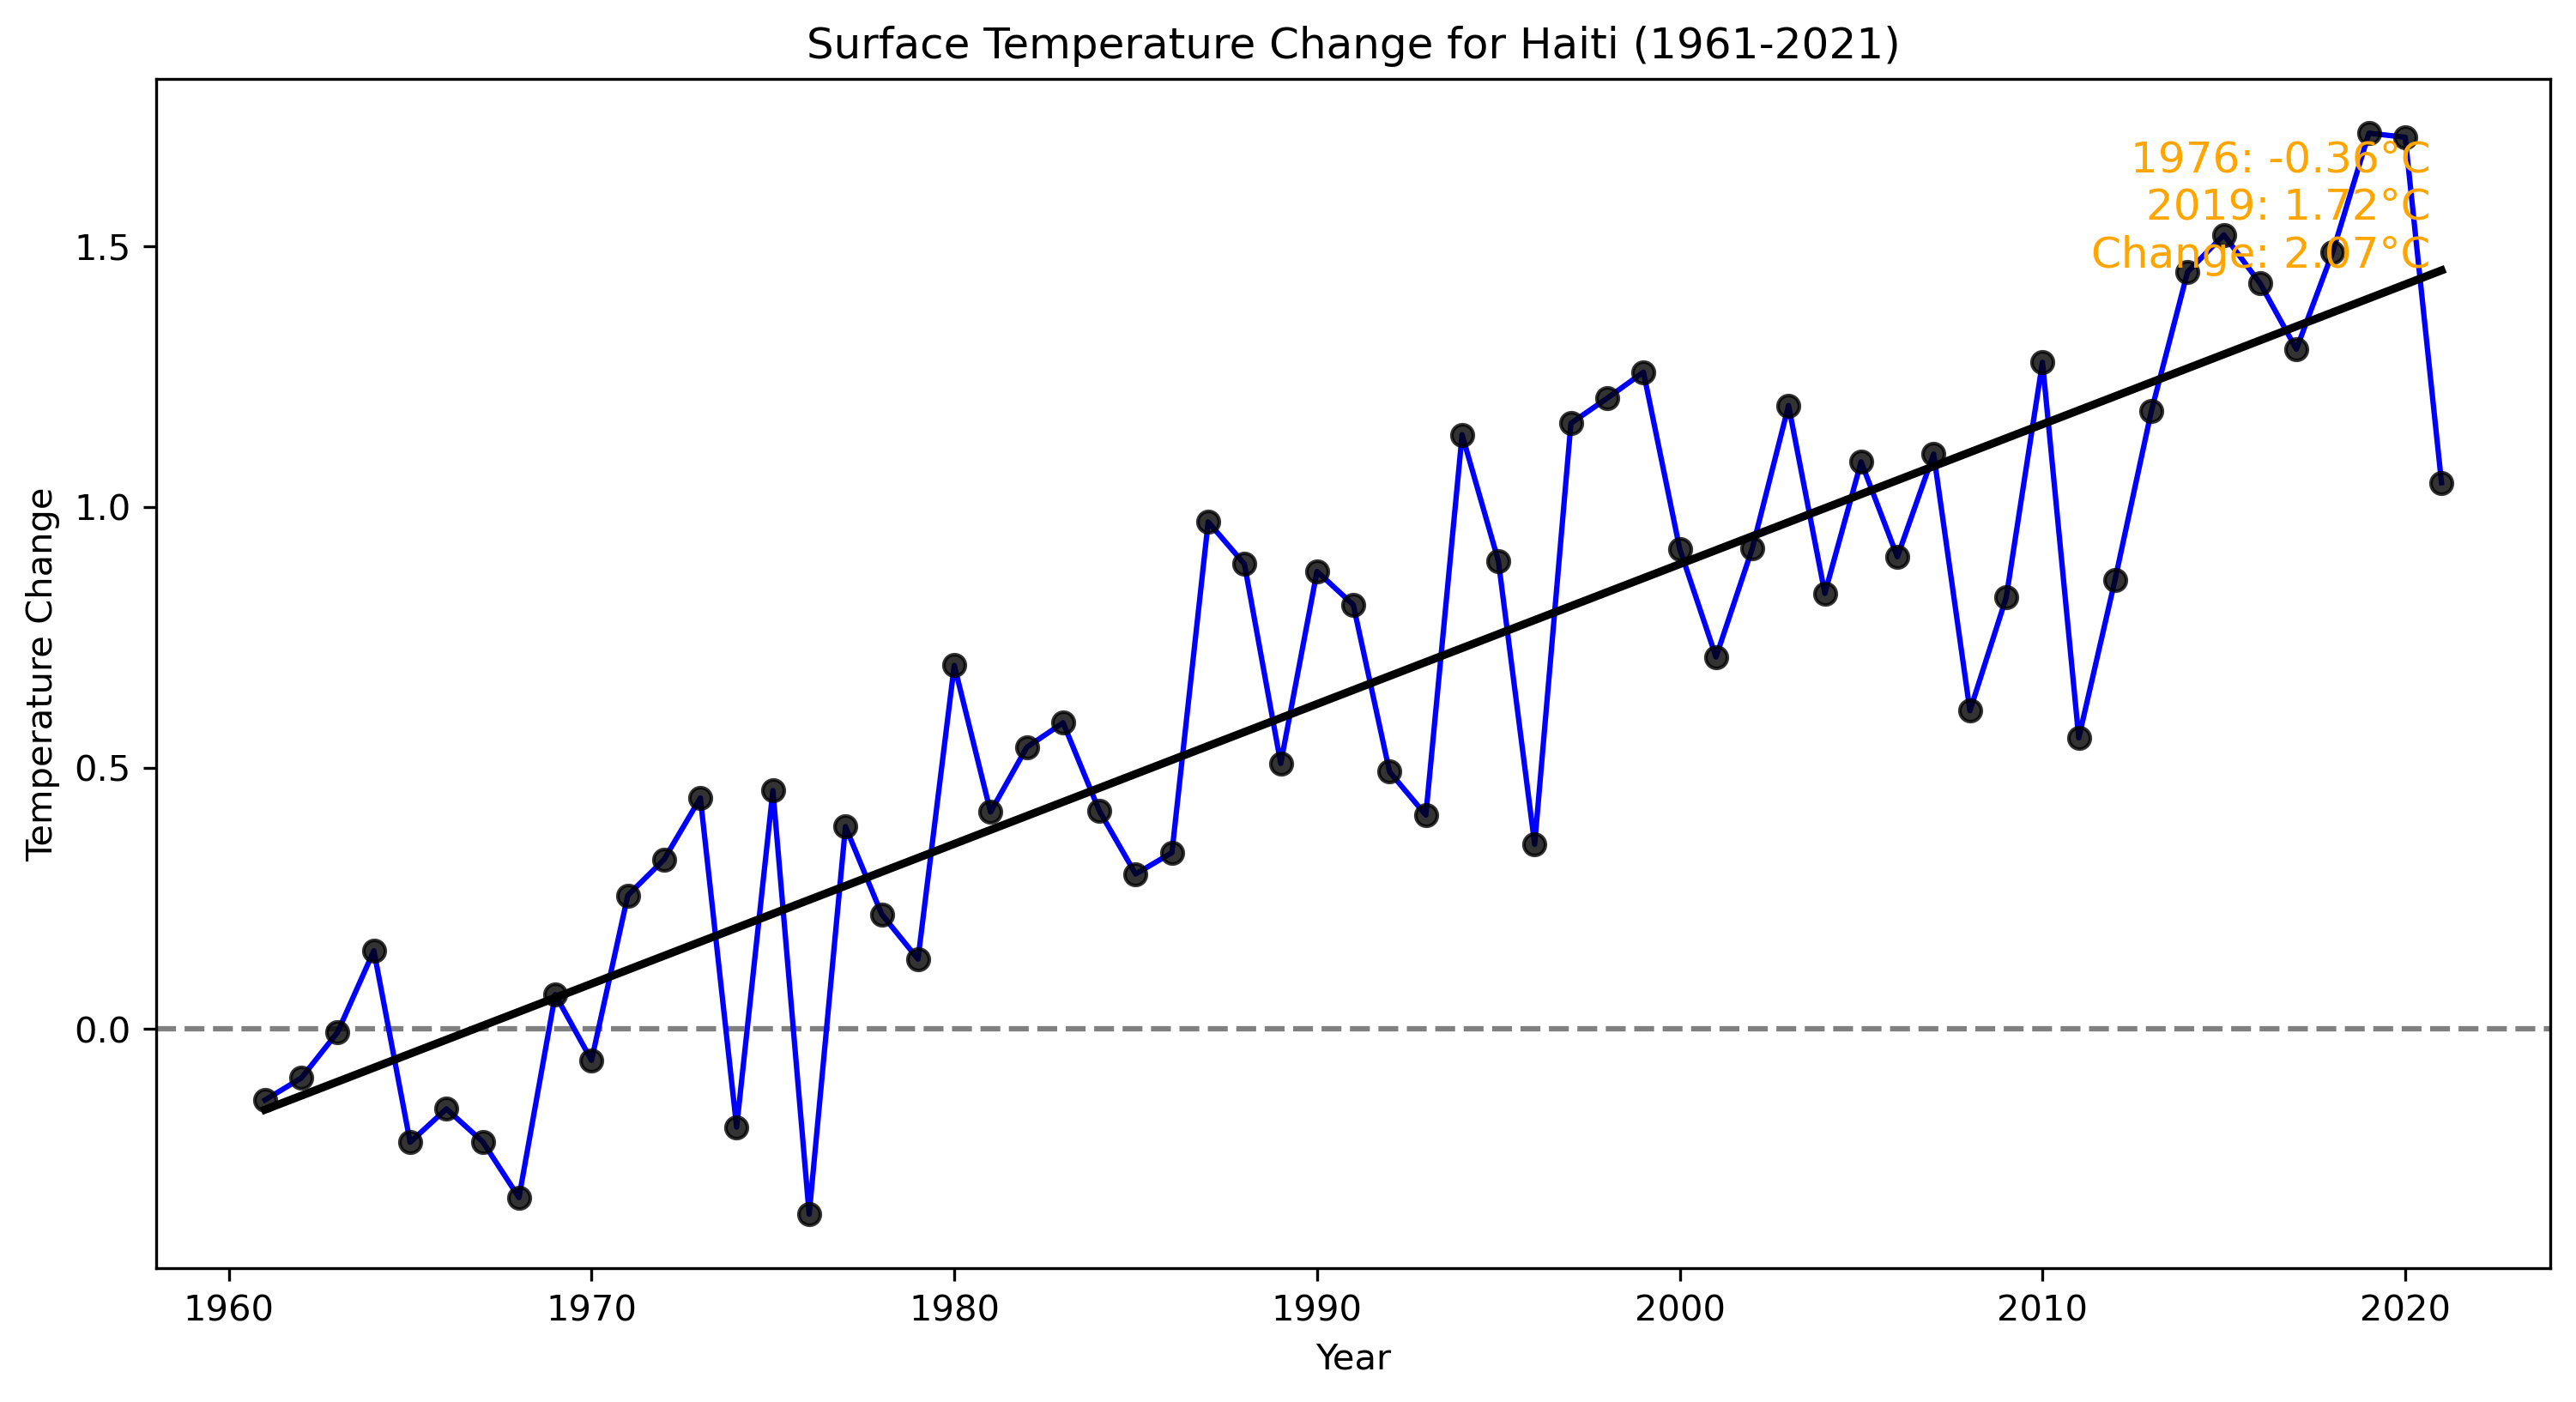 Surface Temperature Change for Haiti (1961-2021)
1976: -0.36°C
2019: 1.72°C
Change: 2.07°C
Temperature Change
1.5
1.0
0.5
0.0
1960
1970
1980
1990
2000
2010
2020
Year